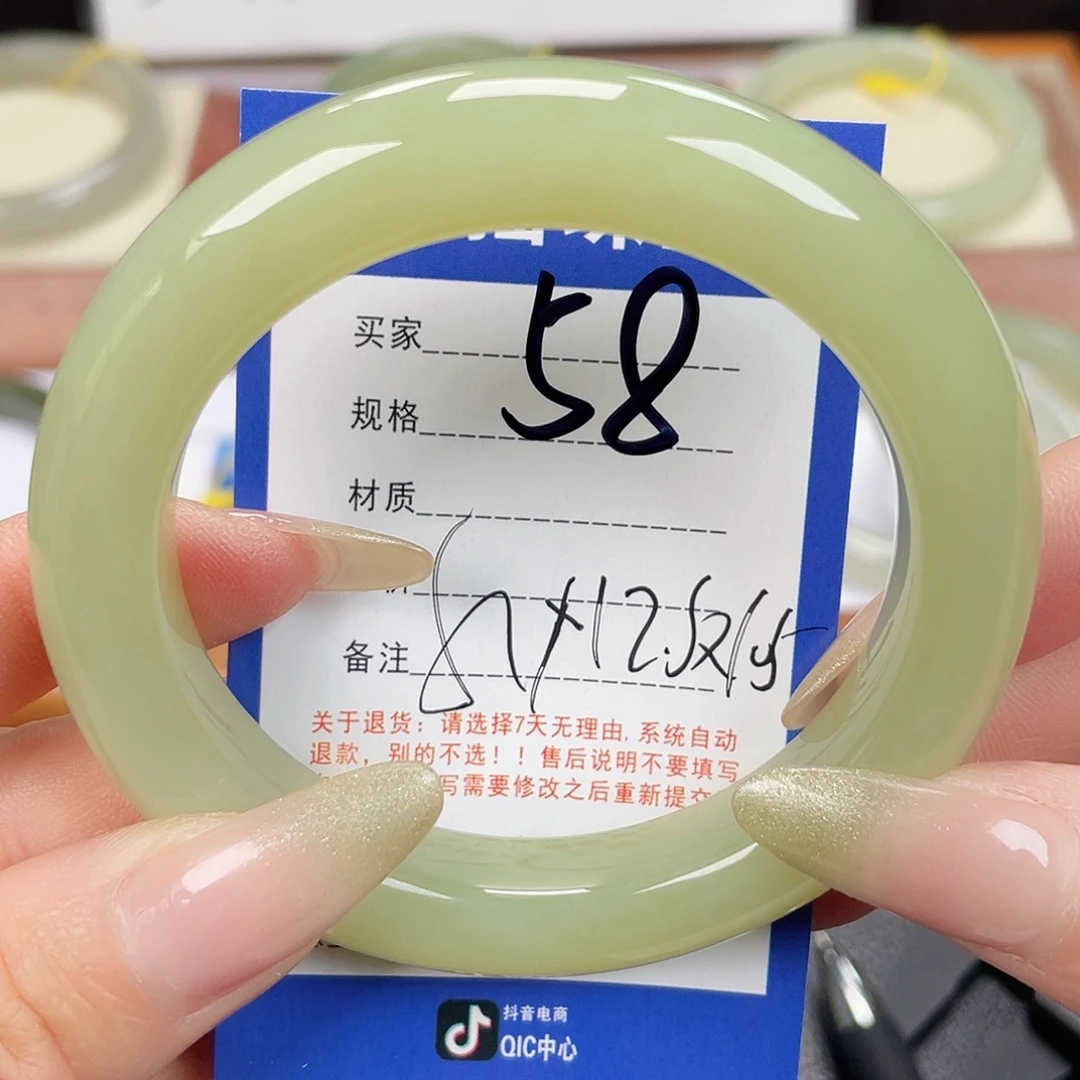 买家
58
规格
材质
备注
关于退货：请选择7天无理由,系统自动
退款，别的不选！！售后说明不要填写
写需要修改之后重新提交
抖音电商
QIC中心